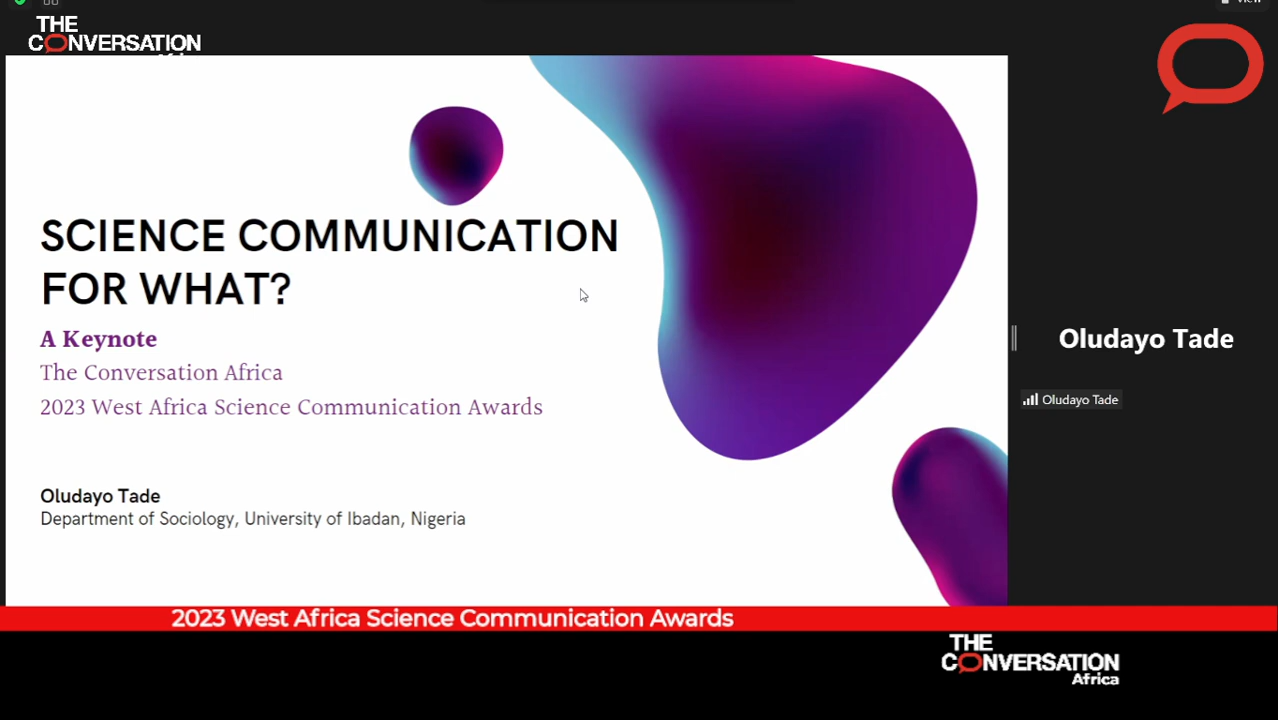 View
THE
CONVERSATION
Africa
SCIENCE COMMUNICATION
FOR WHAT?
A Keynote
The Conversation Africa
2023 West Africa Science Communication Awards
Oludayo Tade
Department of Sociology, University of Ibadan, Nigeria
Oludayo Tade
Oludayo Tade
2023 West Africa Science Communication Awards
THE
CONVERSATION
Africa